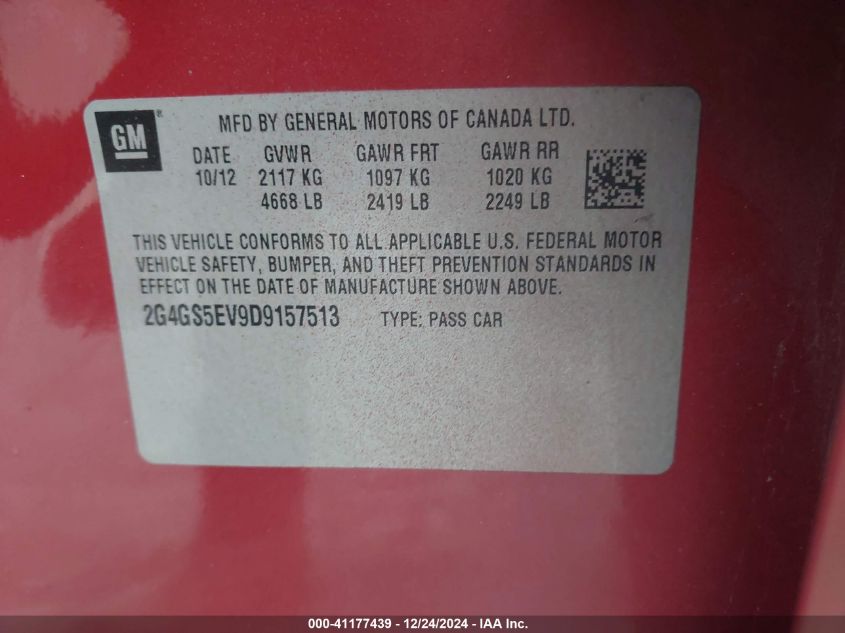 GM ®
MFD BY GENERAL MOTORS OF CANADA LTD.
DATE GVWR GAWR FRT GAWR RR
10/12 2117 KG 1097 KG 1020 KG
4668 LB 2419 LB 2249 LB
THIS VEHICLE CONFORMS TO ALL APPLICABLE U.S. FEDERAL MOTOR
VEHICLE SAFETY, BUMPER, AND THEFT PREVENTION STANDARDS IN
EFFECT ON THE DATE OF MANUFACTURE SHOWN ABOVE.
2G4GS5EV9D9157513 TYPE: PASS CAR
000-41177439 - 12/24/2024 - IAA Inc.